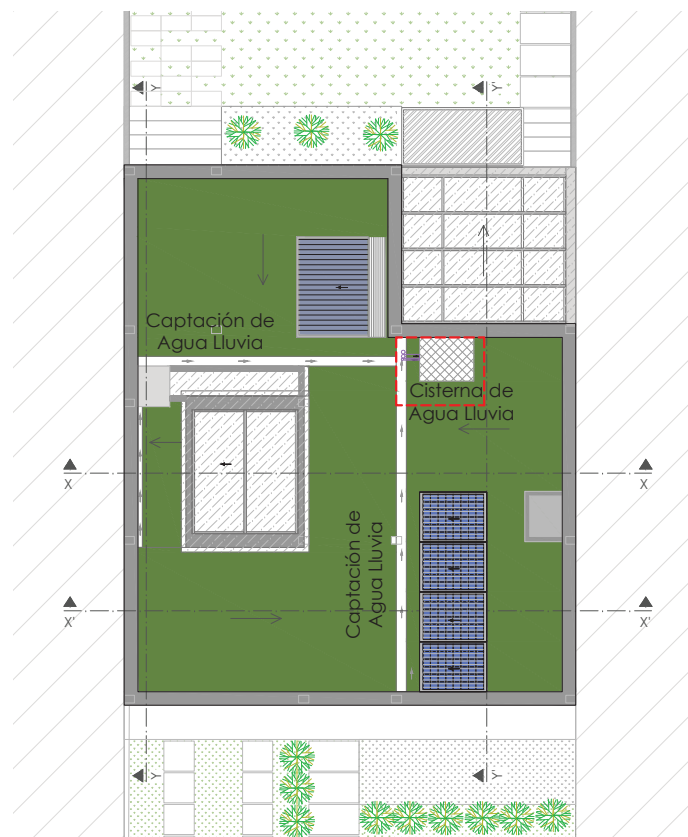 Y
Y'
Captación de
Agua Lluvia
Cisterna de
Agua Lluvia
X
X
Captación de
Agua Lluvia
X'
X'
Y
Y'